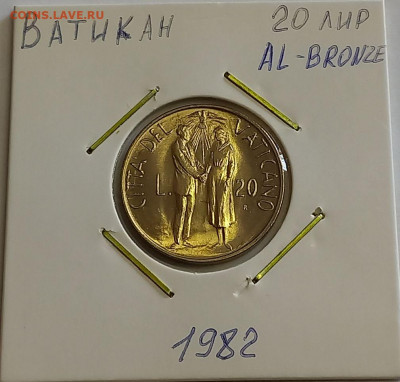 COINS.LAVE.RU
ВАТИКАН
20 ЛИР
AL-BRONZE
CITTA' DEL VATICANO
L. 20
R
1982